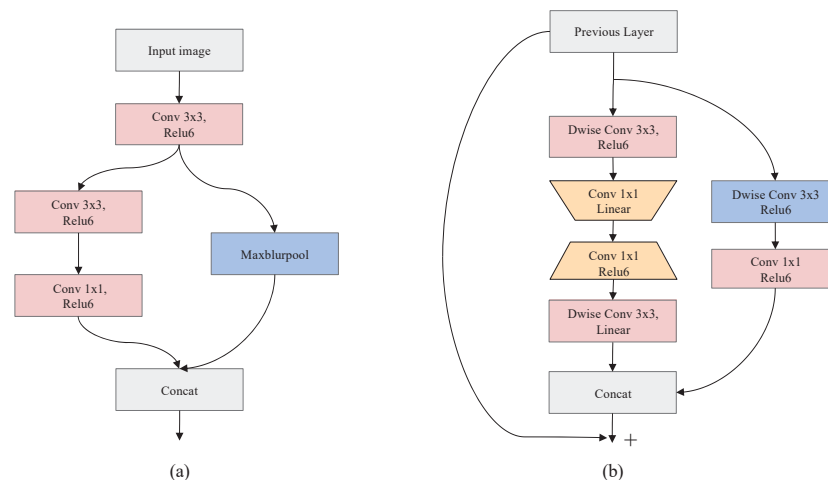 Input image
Conv 3x3,
Relu6
Conv 3x3,
Relu6
Conv 1x1,
Relu6
Maxblurpool
Concat
(a)
Previous Layer
Dwise Conv 3x3,
Relu6
Conv 1x1
Linear
Conv 1x1
Relu6
Dwise Conv 3x3,
Linear
Dwise Conv 3x3
Relu6
Conv 1x1
Relu6
Concat
+
(b)